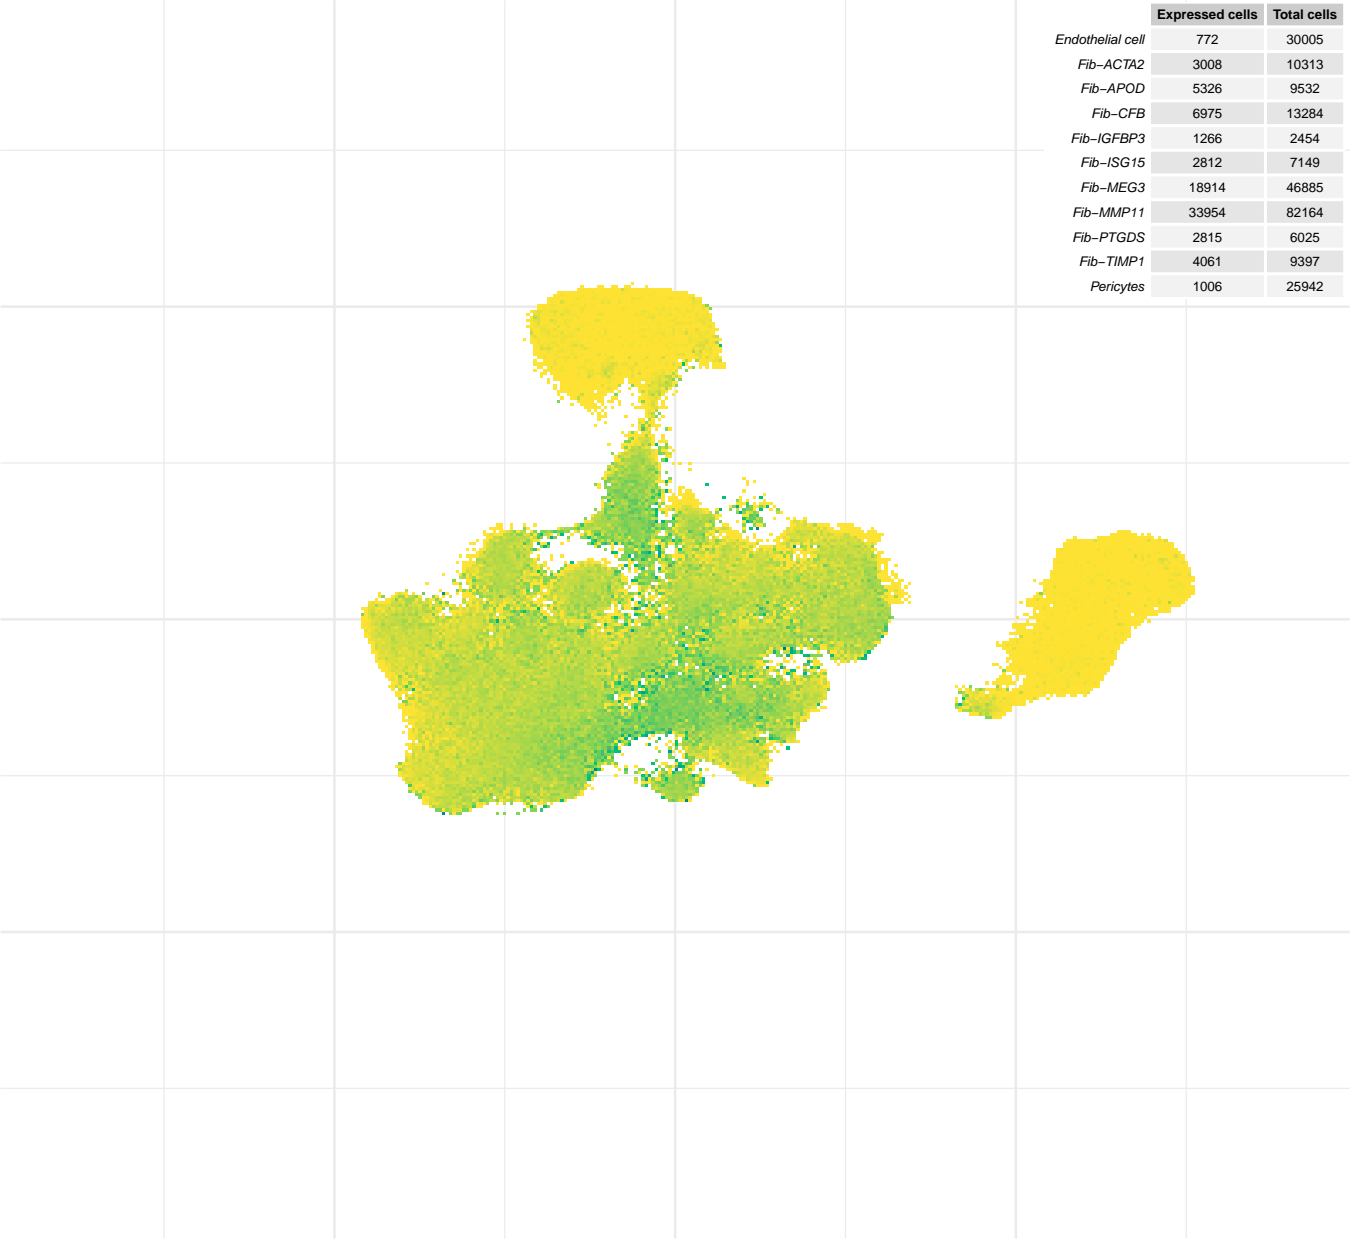 Expressed cells Total cells
Endothelial cell 772 30005
Fib−ACTA2 3008 10313
Fib−APOD 5326 9532
Fib−CFB 6975 13284
Fib−IGFBP3 1266 2454
Fib−ISG15 2812 7149
Fib−MEG3 18914 46885
Fib−MMP11 33954 82164
Fib−PTGDS 2815 6025
Fib−TIMP1 4061 9397
Pericytes 1006 25942